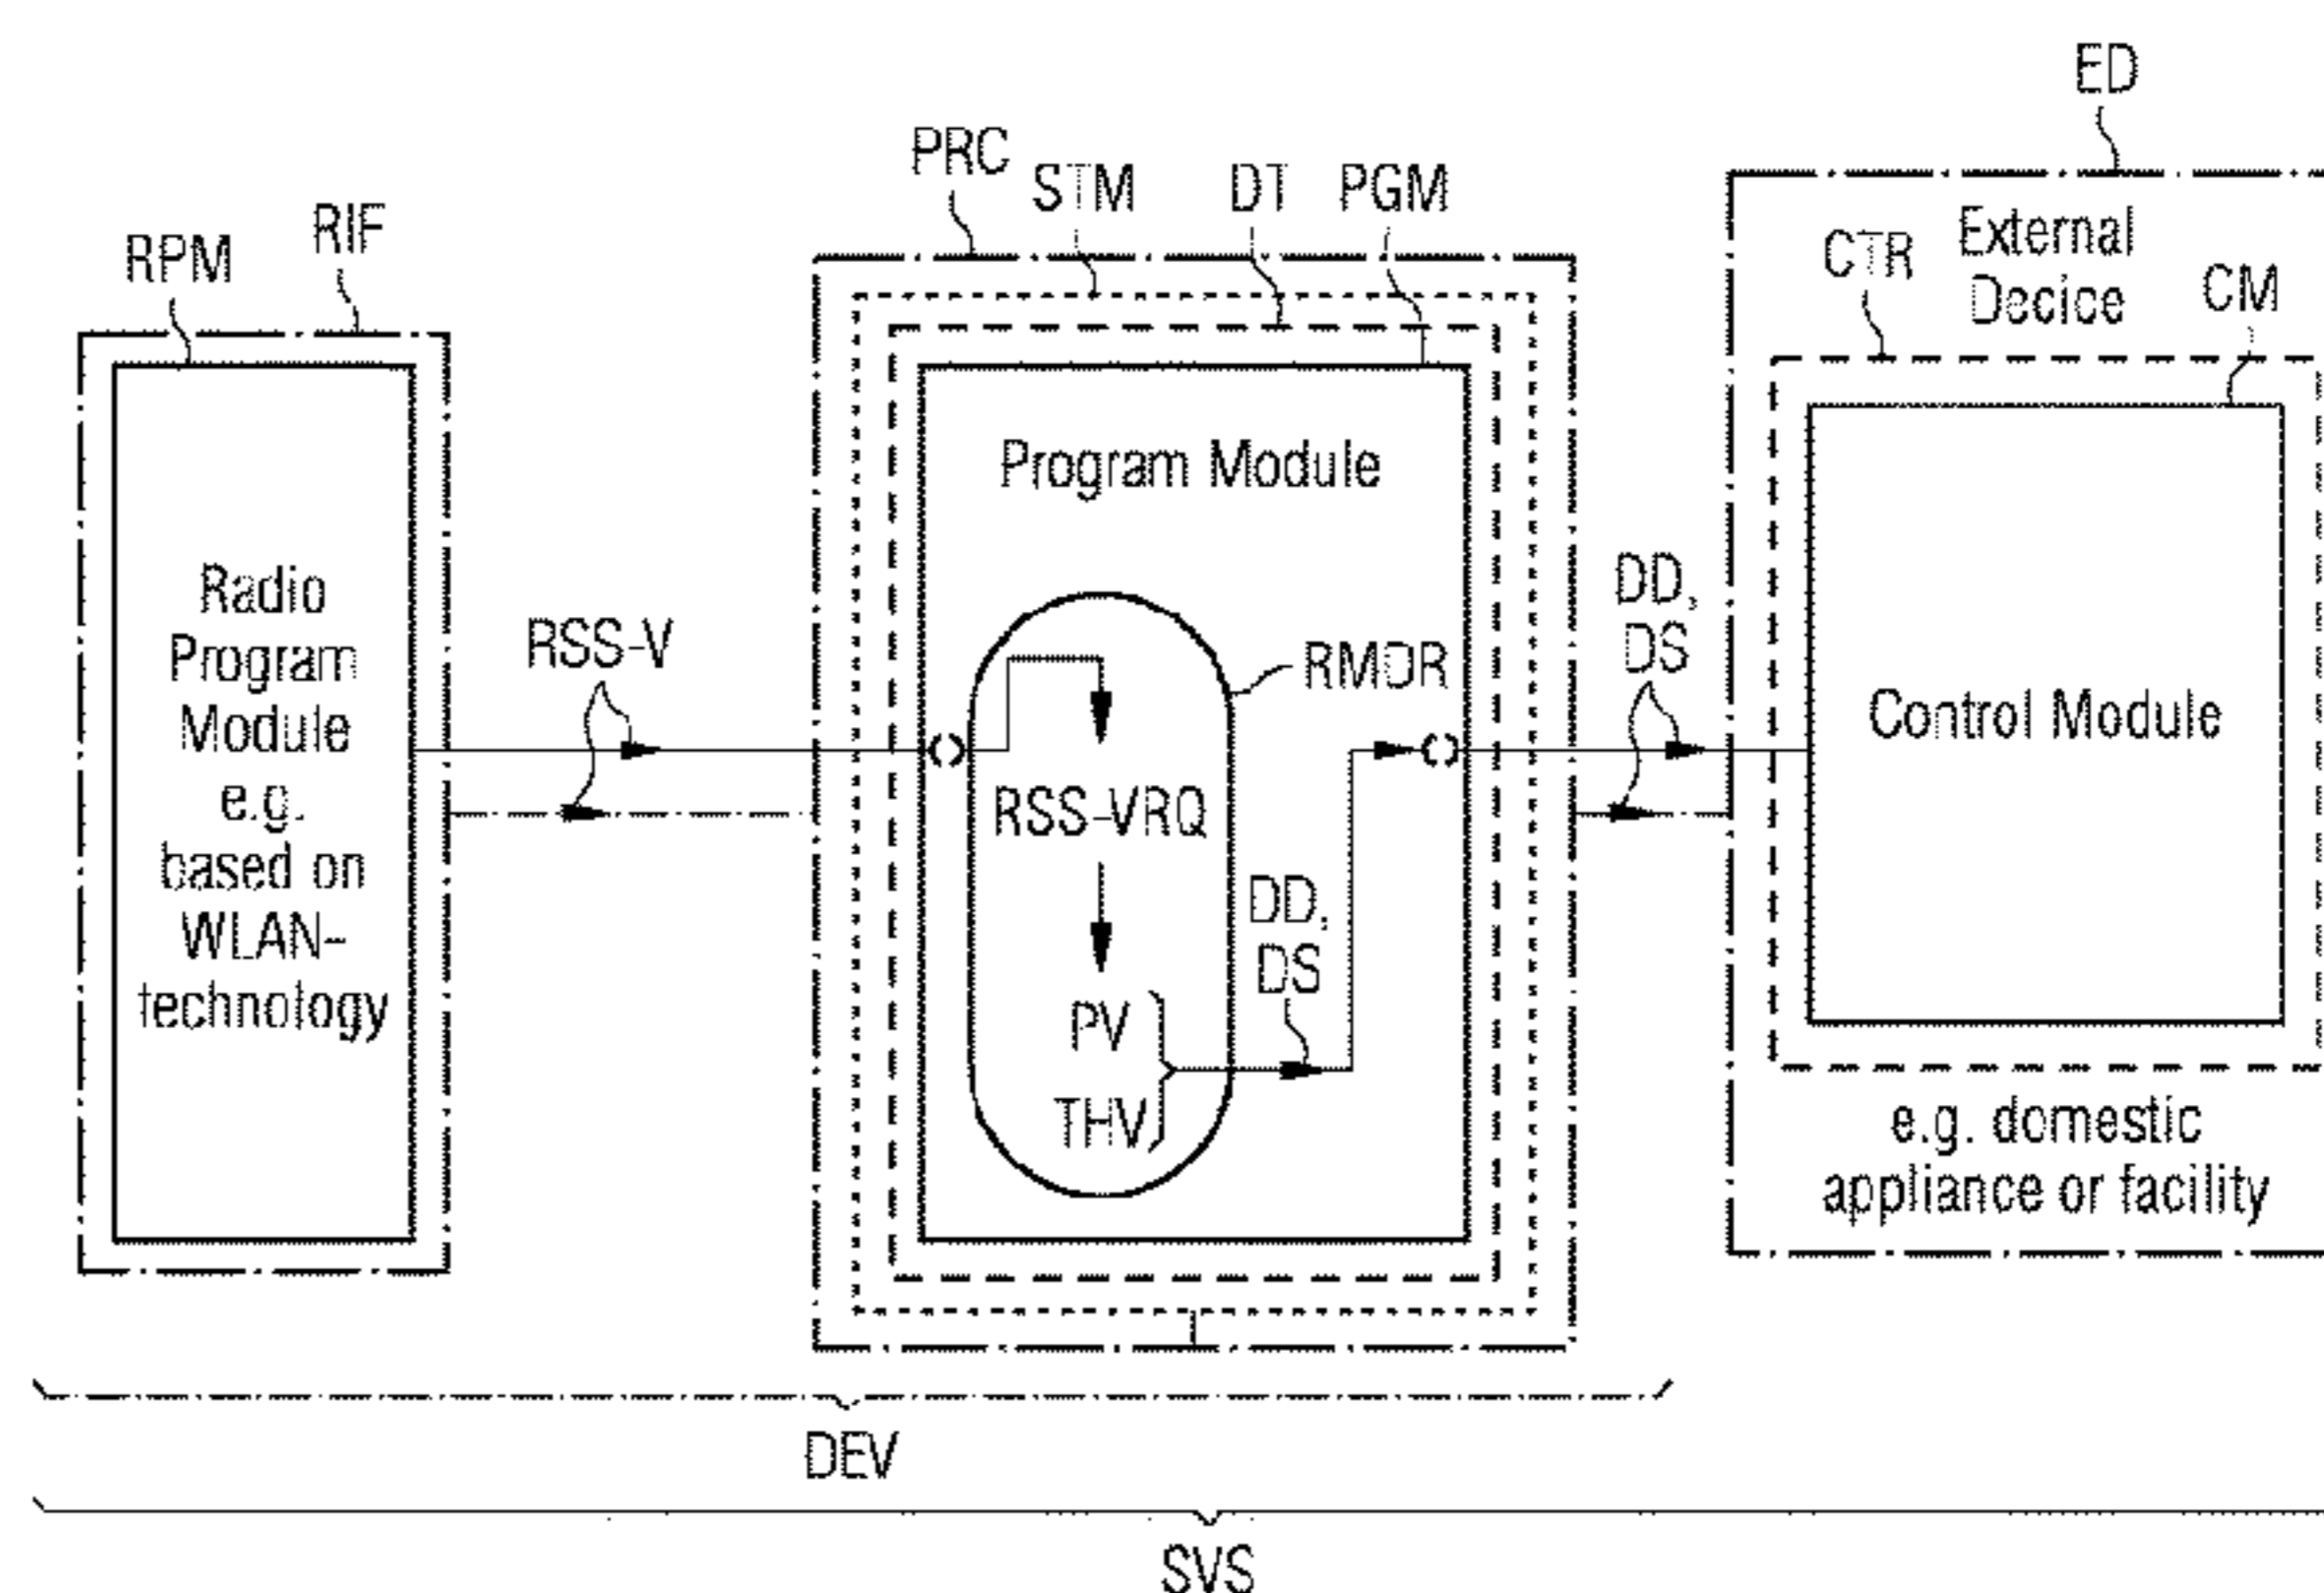 ED
PRC
STM
DT
PGM
RPM
RIF
External
Decice
CTR
CM
Program Module
Radio
Program
Module
e.g.
based on
WLAN-
technology
RSS-V
RMDR
RSS-VRQ
PV
THV
DD,
DS
DD,
DS
Control Module
e.g. domestic
appliance or facility
DEV
SVS